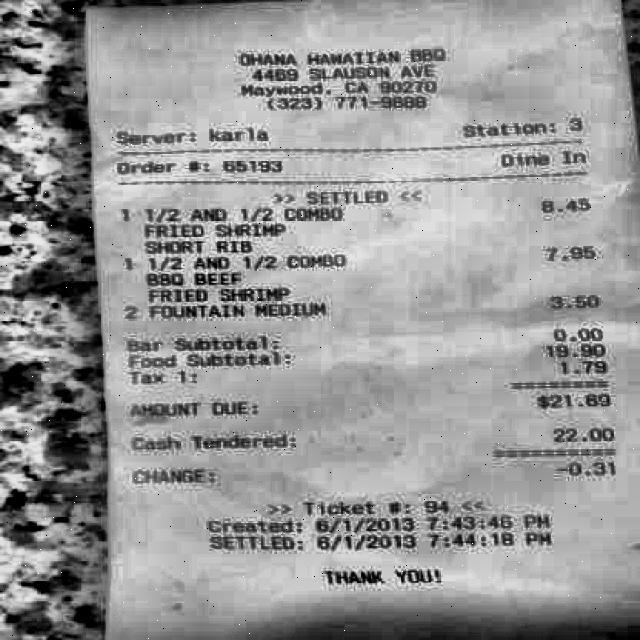 OHANA HAWAIIAN BBQ
4489 SLAUSON AVE
Maywood, CA 90270
(323) 771-9888
Server: karla Station: 3
Order #: 65193 Dine In
>> SETTLED <<
1 1/2 AND 1/2 COMBO 8.45
FRIED SHRIMP
SHORT RIB
1 1/2 AND 1/2 COMBO 7.95
BBQ BEEF
FRIED SHRIMP
2 FOUNTAIN MEDIUM 3.50
Bar Subtotal: 0.00
Food Subtotal: 19.90
Tax 1: 1.79
AMOUNT DUE: $21.69
Cash Tendered: 22.00
CHANGE: -0.31
>> Ticket #: 94 <<
Created: 6/1/2013 7:43:46 PM
SETTLED: 6/1/2013 7:44:18 PM
THANK YOU!